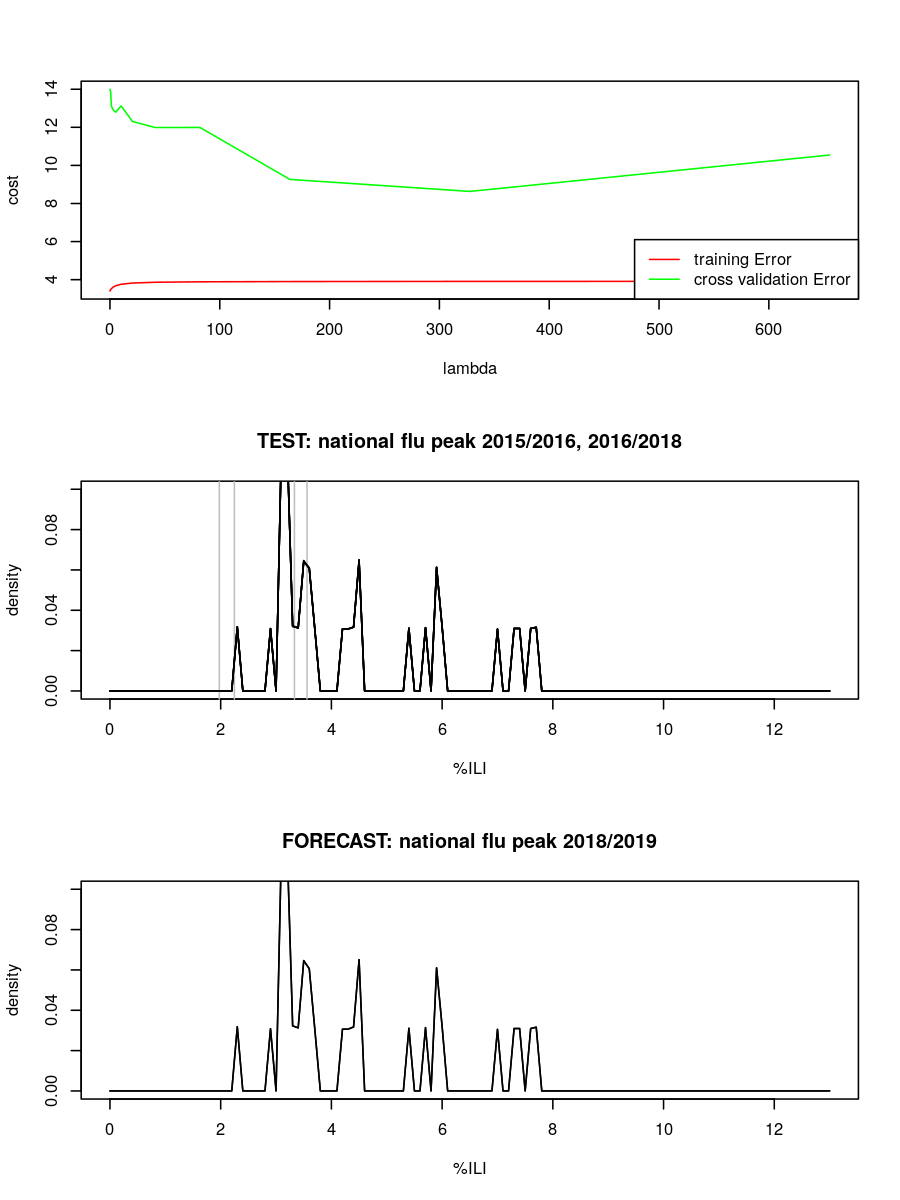 14
12
10
8
6
4
cost
training Error
cross validation Error
0 100 200 300 400 500 600
lambda
TEST: national flu peak 2015/2016, 2016/2018
0.08
0.04
0.00
density
0 2 4 6 8 10 12
%ILI
FORECAST: national flu peak 2018/2019
0.08
0.04
0.00
density
0 2 4 6 8 10 12
%ILI